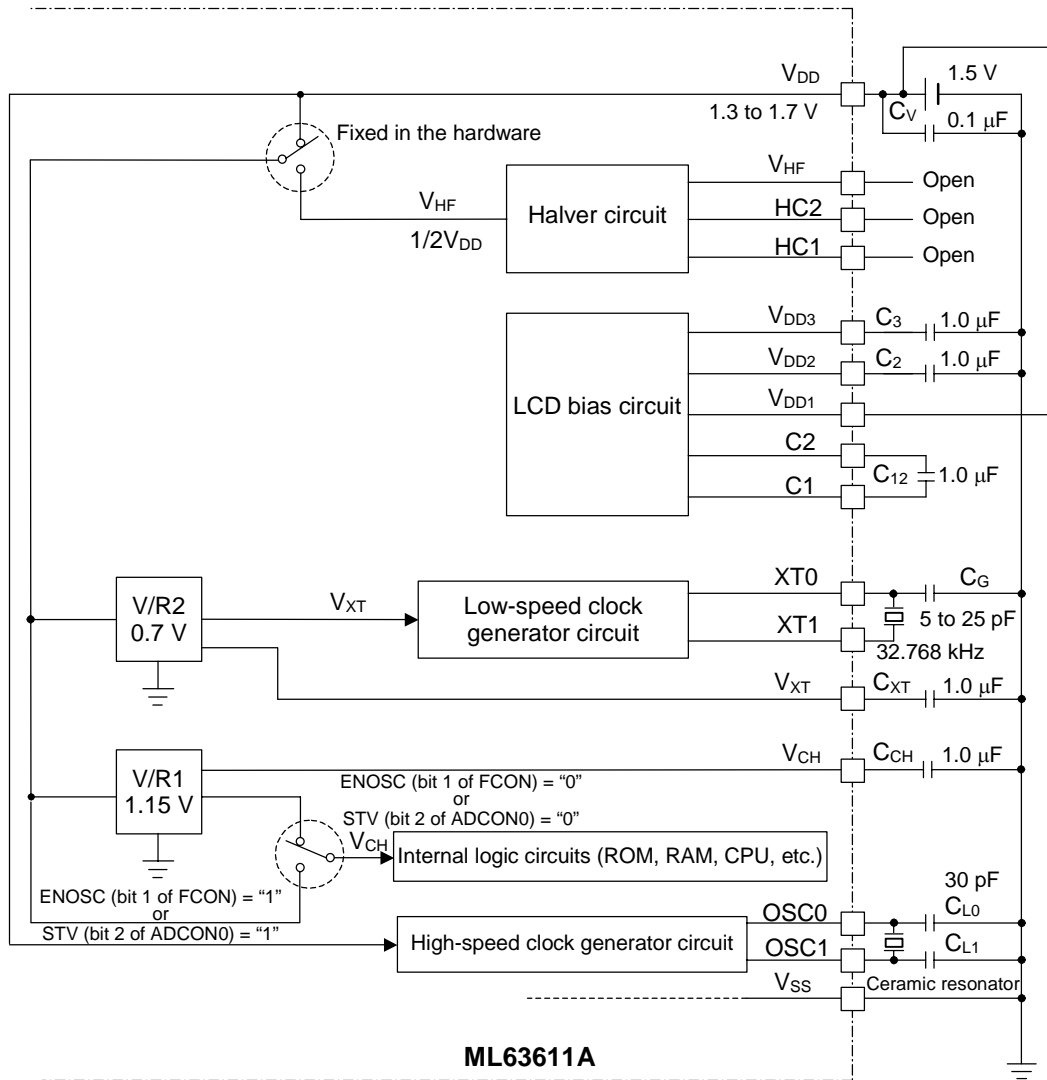 VDD
1.3 to 1.7 V
1.5 V
CV
0.1 μF
Fixed in the hardware
VHF
1/2VDD
Halver circuit
VHF
Open
HC2
Open
HC1
Open
LCD bias circuit
VDD3
C3
1.0 μF
VDD2
C2
1.0 μF
VDD1
C2
C1
C12
1.0 μF
V/R2
0.7 V
VXT
Low-speed clock
generator circuit
XT0
CG
XT1
5 to 25 pF
32.768 kHz
VXT
CXT
1.0 μF
V/R1
1.15 V
VCH
CCH
1.0 μF
ENOSC (bit 1 of FCON) = “0”
or
STV (bit 2 of ADCON0) = “0”
VCH
Internal logic circuits (ROM, RAM, CPU, etc.)
ENOSC (bit 1 of FCON) = “1”
or
STV (bit 2 of ADCON0) = “1”
High-speed clock generator circuit
30 pF
OSC0
CL0
OSC1
CL1
VSS
Ceramic resonator
ML63611A